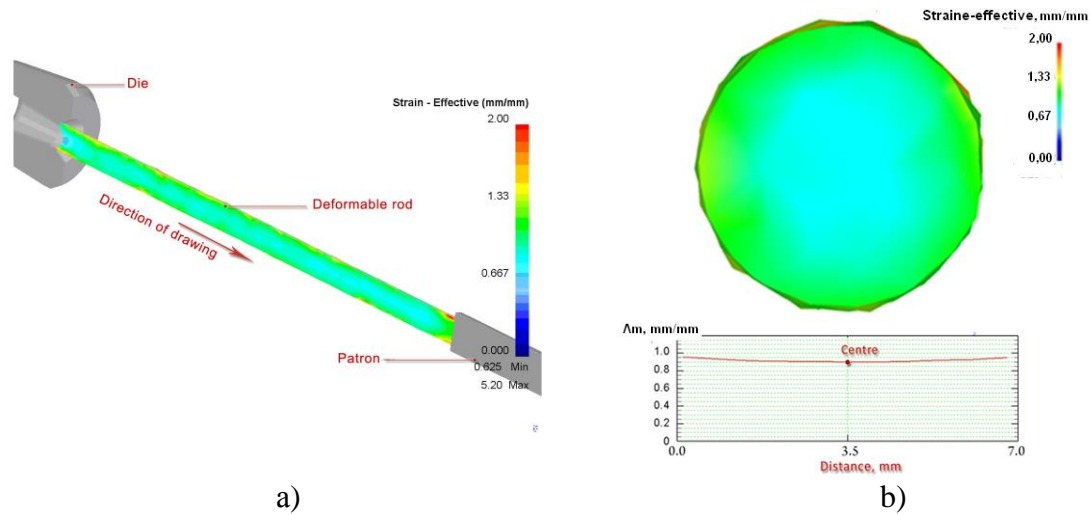 Die
Strain - Effective (mm/mm)
2.00
1.33
0.667
0.000
0.625 Min
5.20 Max
Deformable rod
Direction of drawing
Patron
a)
Straine-effective, mm/mm
2,00
1,33
0,67
0,00
Λm, mm/mm
1.0
0.8
0.6
0.4
0.2
0
Centre
0.0
3.5
7.0
Distance, mm
b)